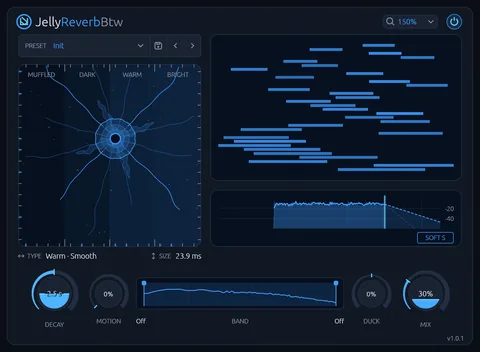 JellyReverbBtw
150%
PRESET Init
MUFFLED DARK WARM BRIGHT
-20
-40
SOFT S
TYPE Warm · Smooth SIZE 23.9 ms
0%
0%
30%
Off BAND Off
DECAY MOTION DUCK MIX
v1.0.1